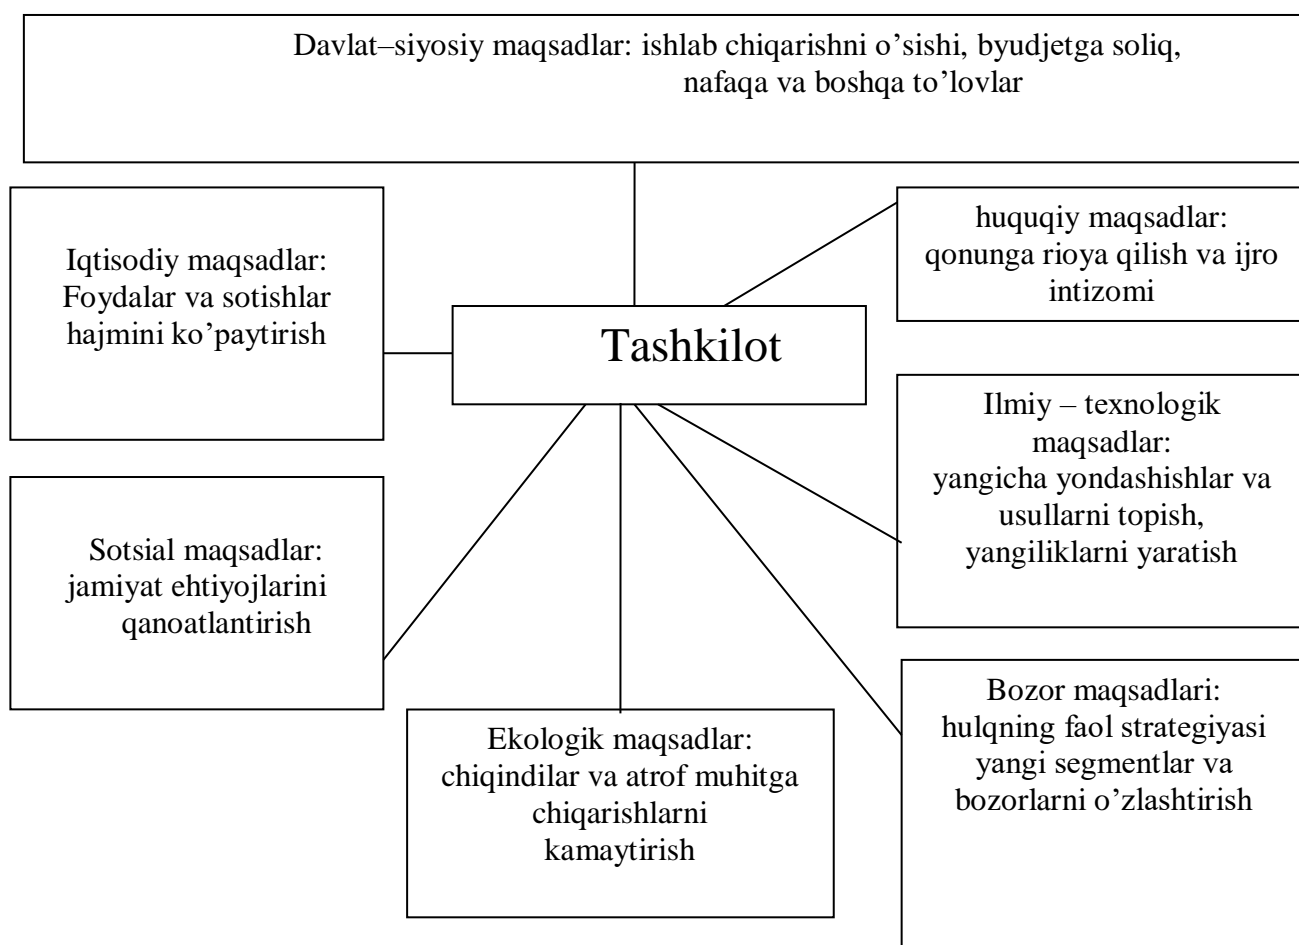 Davlat–siyosiy maqsadlar: ishlab chiqarishni o’sishi, byudjetga soliq,
nafaqa va boshqa to’lovlar
Iqtisodiy maqsadlar:
Foydalar va sotishlar
hajmini ko’paytirish
huquqiy maqsadlar:
qonunga rioya qilish va ijro
intizomi
Tashkilot
Ilmiy – texnologik
maqsadlar:
yangicha yondashishlar va
usullarni topish,
yangiliklarni yaratish
Sotsial maqsadlar:
jamiyat ehtiyojlarini
qanoatlantirish
Ekologik maqsadlar:
chiqindilar va atrof muhitga
chiqarishlarni
kamaytirish
Bozor maqsadlari:
hulqning faol strategiyasi
yangi segmentlar va
bozorlarni o’zlashtirish